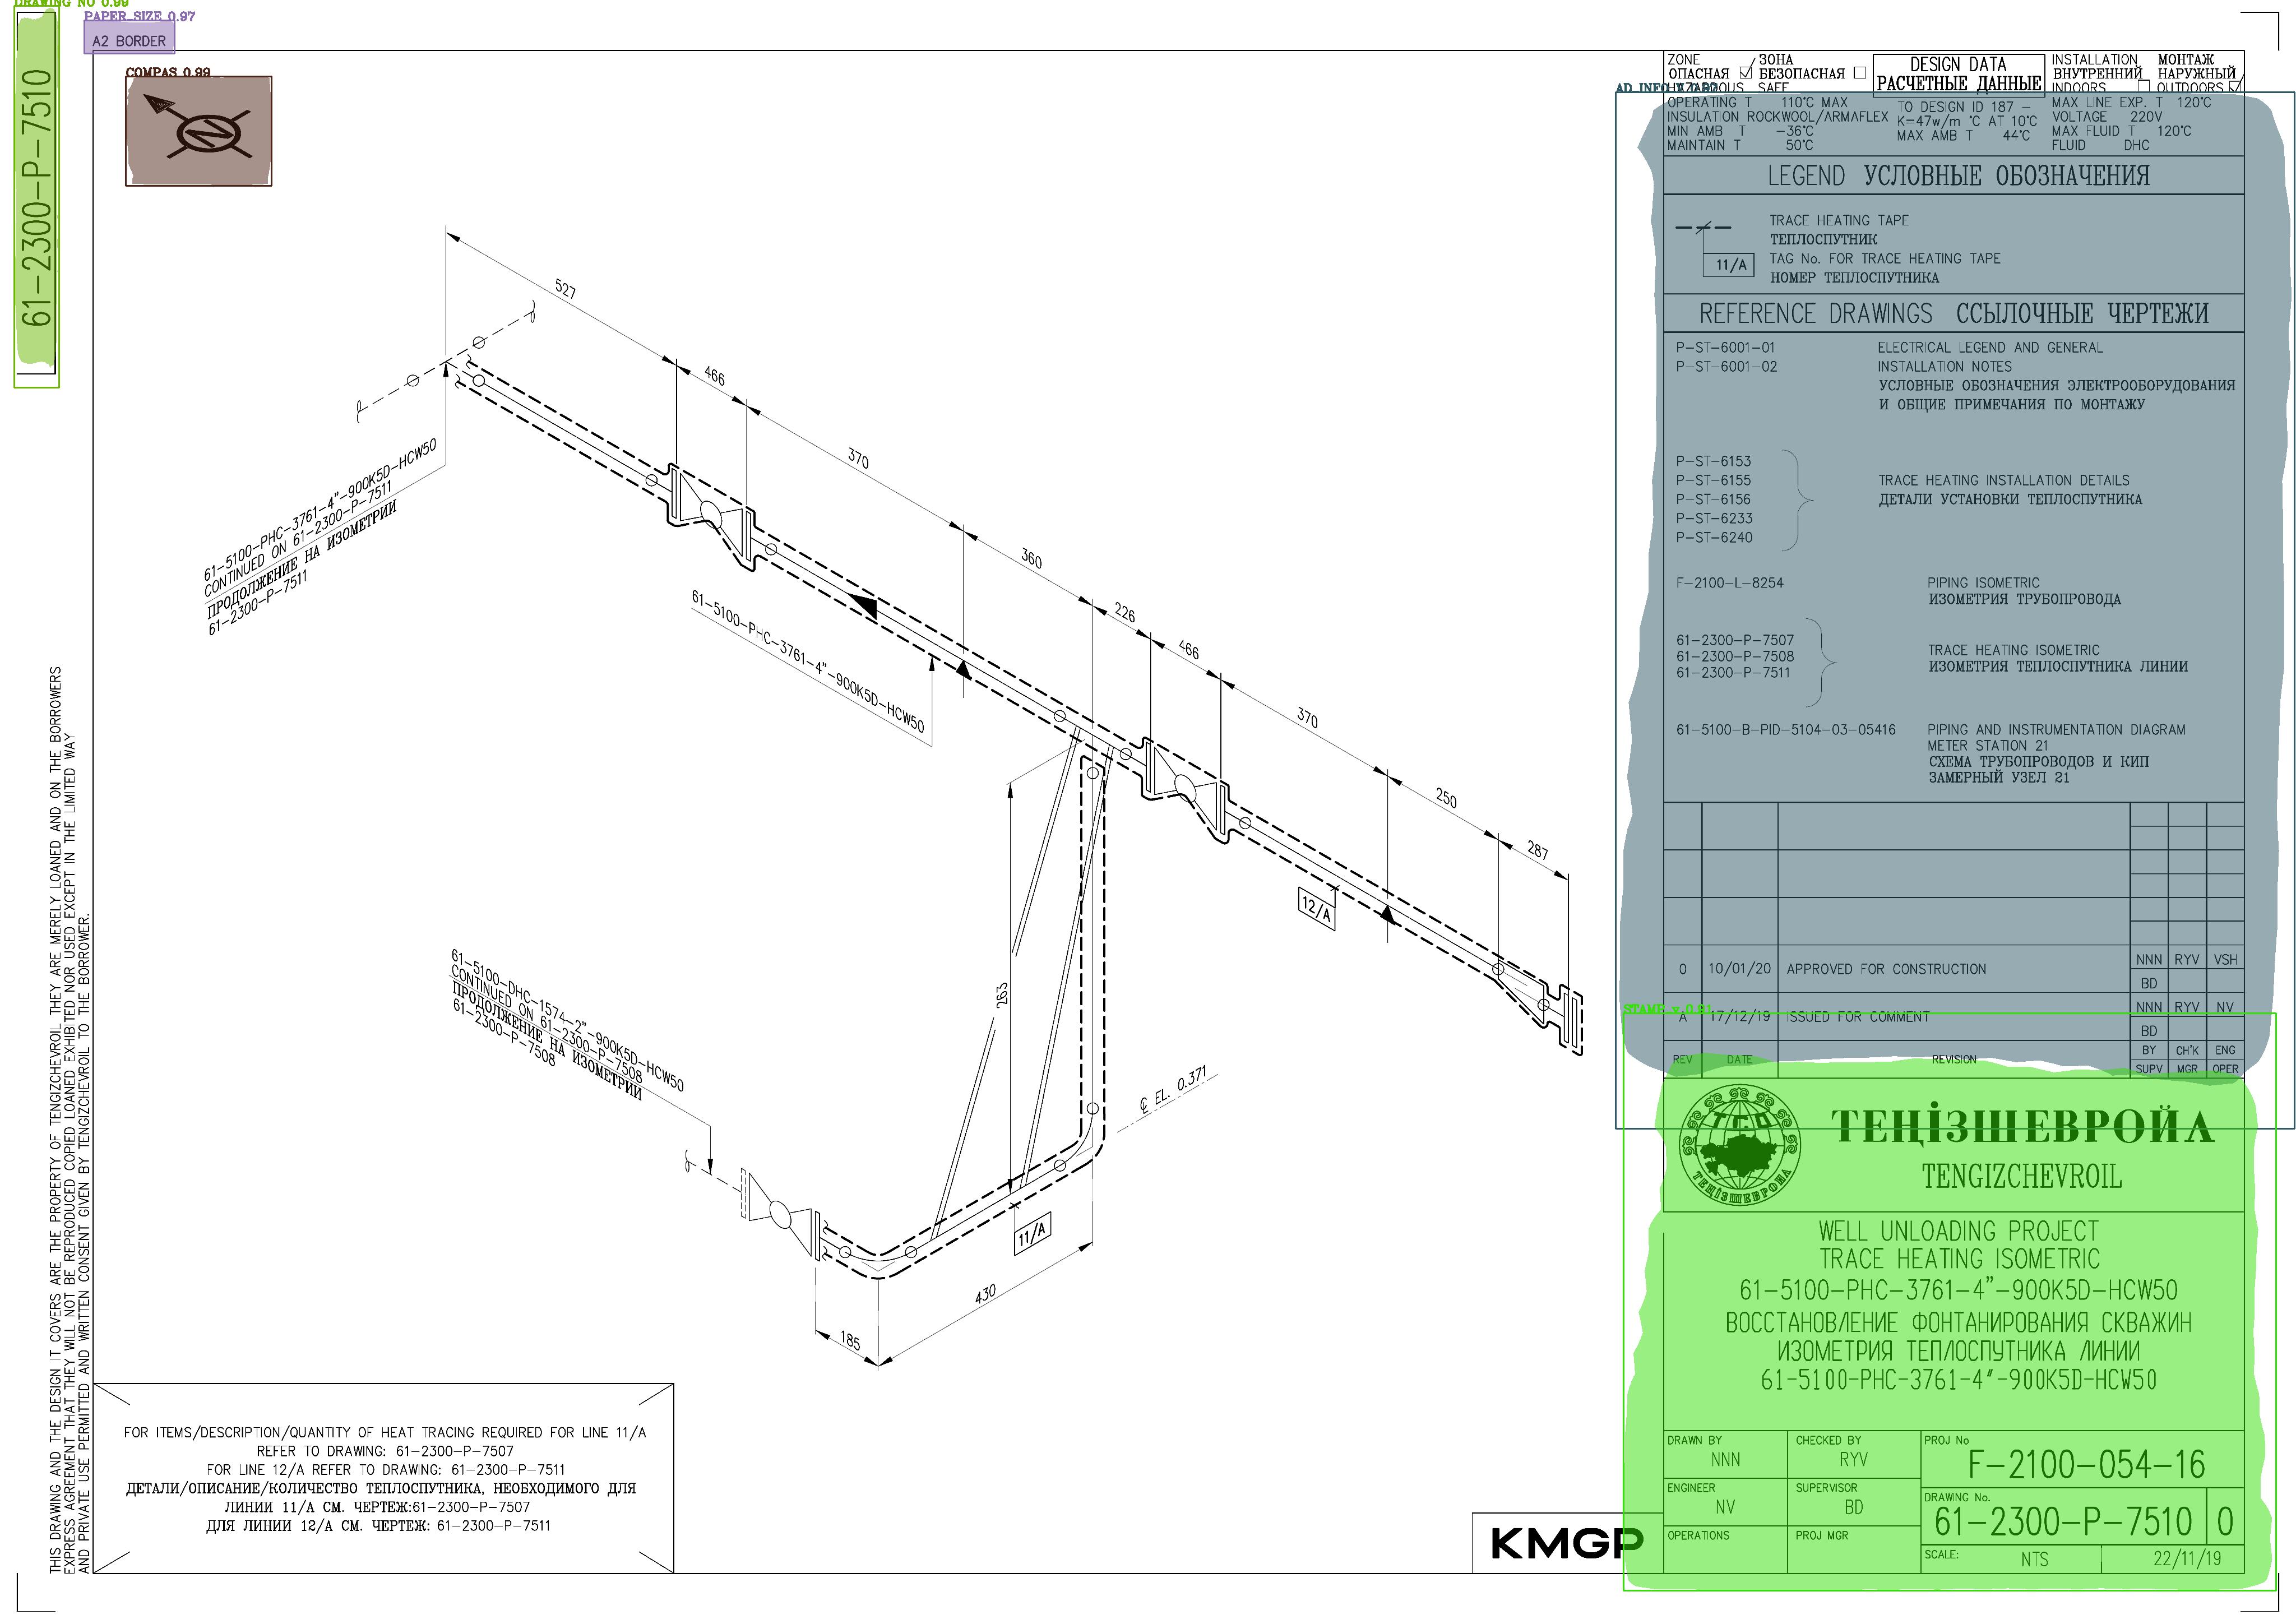 DRAWING NO 0.99
PAPER_SIZE 0.97
A2 BORDER
61-2300-P-7510
COMPAS 0.99
N
ZONE ЗОНА
ОПАСНАЯ БЕЗОПАСНАЯ
HAZARDOUS SAFE
DESIGN DATA
РАСЧЕТНЫЕ ДАННЫЕ
INSTALLATION МОНТАЖ
ВНУТРЕННИЙ НАРУЖНЫЙ
INDOORS OUTDOORS
OPERATING T 110°C MAX
INSULATION ROCKWOOL/ARMAFLEX
MIN AMB T -36°C
MAINTAIN T 50°C
TO DESIGN ID 187 -
K=47w/m °C AT 10°C
MAX AMB T 44°C
MAX LINE EXP. T 120°C
VOLTAGE 220V
MAX FLUID T 120°C
FLUID DHC
LEGEND УСЛОВНЫЕ ОБОЗНАЧЕНИЯ
TRACE HEATING TAPE
ТЕПЛОСПУТНИК
11/A TAG No. FOR TRACE HEATING TAPE
НОМЕР ТЕПЛОСПУТНИКА
REFERENCE DRAWINGS ССЫЛОЧНЫЕ ЧЕРТЕЖИ
P-ST-6001-01 ELECTRICAL LEGEND AND GENERAL
P-ST-6001-02 INSTALLATION NOTES
УСЛОВНЫЕ ОБОЗНАЧЕНИЯ ЭЛЕКТРООБОРУДОВАНИЯ
И ОБЩИЕ ПРИМЕЧАНИЯ ПО МОНТАЖУ
P-ST-6153
P-ST-6155 TRACE HEATING INSTALLATION DETAILS
P-ST-6156 ДЕТАЛИ УСТАНОВКИ ТЕПЛОСПУТНИКА
P-ST-6233
P-ST-6240
F-2100-L-8254 PIPING ISOMETRIC
ИЗОМЕТРИЯ ТРУБОПРОВОДА
61-2300-P-7507
61-2300-P-7508 TRACE HEATING ISOMETRIC
61-2300-P-7511 ИЗОМЕТРИЯ ТЕПЛОСПУТНИКА ЛИНИИ
61-5100-B-PID-5104-03-05416 PIPING AND INSTRUMENTATION DIAGRAM
METER STATION 21
СХЕМА ТРУБОПРОВОДОВ И КИП
ЗАМЕРНЫЙ УЗЕЛ 21
0 10/01/20 APPROVED FOR CONSTRUCTION NNN RYV VSH
BD
A 17/12/19 ISSUED FOR COMMENT NNN RYV NV
BD
REV DATE REVISION BY CH'K ENG
SUPV MGR OPER
Т.С.О
ТЕҢІЗШЕВРОЙЛ
ТЕҢІЗШЕВРОЙЛ
TENGIZCHEVROIL
WELL UNLOADING PROJECT
TRACE HEATING ISOMETRIC
61-5100-PHC-3761-4"-900K5D-HCW50
ВОССТАНОВЛЕНИЕ ФОНТАНИРОВАНИЯ СКВАЖИН
ИЗОМЕТРИЯ ТЕПЛОСПУТНИКА ЛИНИИ
61-5100-PHC-3761-4"-900K5D-HCW50
DRAWN BY NNN
CHECKED BY RYV
PROJ No F-2100-054-16
ENGINEER NV
SUPERVISOR BD
DRAWING No. 61-2300-P-7510 0
OPERATIONS
PROJ MGR
SCALE: NTS 22/11/19
KMGP
527
466
370
360
226
466
370
250
287
61-5100-PHC-3761-4"-900K5D-HCW50
CONTINUED ON 61-2300-P-7511
ПРОДОЛЖЕНИЕ НА ИЗОМЕТРИИ
61-2300-P-7511
61-5100-PHC-3761-4"-900K5D-HCW50
12/A
263
61-5100-DHC-1574-2"-900K5D-HCW50
CONTINUED ON 61-2300-P-7508
ПРОДОЛЖЕНИЕ НА ИЗОМЕТРИИ
61-2300-P-7508
℄ EL. 0.371
11/A
430
185
FOR ITEMS/DESCRIPTION/QUANTITY OF HEAT TRACING REQUIRED FOR LINE 11/A
REFER TO DRAWING: 61-2300-P-7507
FOR LINE 12/A REFER TO DRAWING: 61-2300-P-7511
ДЕТАЛИ/ОПИСАНИЕ/КОЛИЧЕСТВО ТЕПЛОСПУТНИКА, НЕОБХОДИМОГО ДЛЯ
ЛИНИИ 11/А СМ. ЧЕРТЕЖ:61-2300-P-7507
ДЛЯ ЛИНИИ 12/А СМ. ЧЕРТЕЖ: 61-2300-P-7511
THIS DRAWING AND THE DESIGN IT COVERS ARE THE PROPERTY OF TENGIZCHEVROIL THEY ARE MERELY LOANED AND ON THE BORROWERS
EXPRESS AGREEMENT THAT THEY WILL NOT BE REPRODUCED COPIED LOANED EXHIBITED NOR USED EXCEPT IN THE LIMITED WAY
AND PRIVATE USE PERMITTED AND WRITTEN CONSENT GIVEN BY TENGIZCHEVROIL TO THE BORROWER.